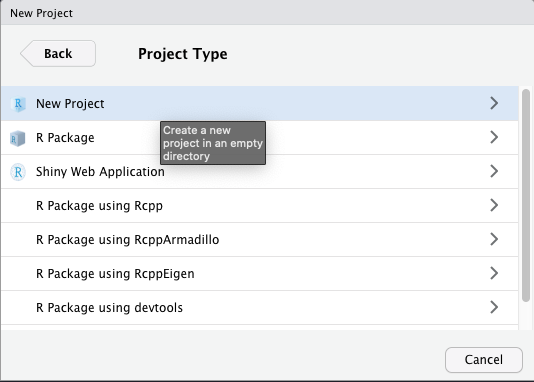 New Project
Back
Project Type
R New Project
Create a new
project in an empty
directory
R R Package
R Shiny Web Application
R Package using Rcpp
R Package using RcppArmadillo
R Package using RcppEigen
R Package using devtools
Cancel